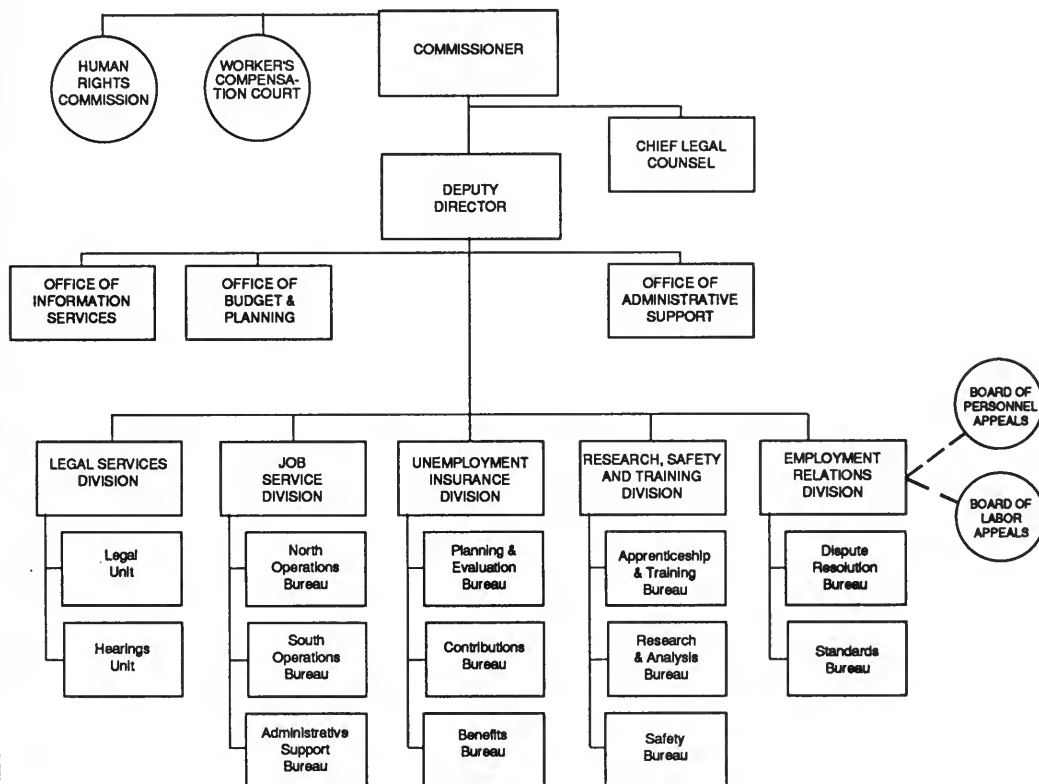 COMMISSIONER
HUMAN
RIGHTS
COMMISSION
WORKER'S
COMPENSA-
TION COURT
CHIEF LEGAL
COUNSEL
DEPUTY
DIRECTOR
OFFICE OF
INFORMATION
SERVICES
OFFICE OF
BUDGET &
PLANNING
OFFICE OF
ADMINISTRATIVE
SUPPORT
BOARD OF
PERSONNEL
APPEALS
LEGAL SERVICES
DIVISION
JOB
SERVICE
DIVISION
UNEMPLOYMENT
INSURANCE
DIVISION
RESEARCH, SAFETY
AND TRAINING
DIVISION
EMPLOYMENT
RELATIONS
DIVISION
BOARD OF
LABOR
APPEALS
Legal
Unit
North
Operations
Bureau
Planning &
Evaluation
Bureau
Apprenticeship
& Training
Bureau
Dispute
Resolution
Bureau
Hearings
Unit
South
Operations
Bureau
Contributions
Bureau
Research
& Analysis
Bureau
Standards
Bureau
Administrative
Support
Bureau
Benefits
Bureau
Safety
Bureau